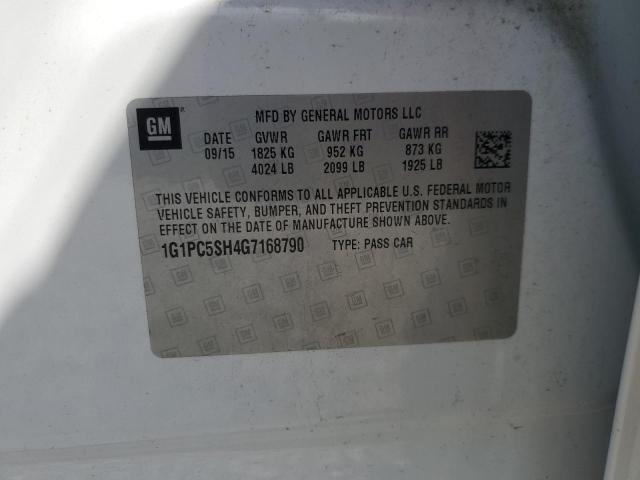 GM
MFD BY GENERAL MOTORS LLC
DATE GVWR GAWR FRT GAWR RR
09/15 1825 KG 952 KG 873 KG
4024 LB 2099 LB 1925 LB
THIS VEHICLE CONFORMS TO ALL APPLICABLE U.S. FEDERAL MOTOR
VEHICLE SAFETY, BUMPER, AND THEFT PREVENTION STANDARDS IN
EFFECT ON THE DATE OF MANUFACTURE SHOWN ABOVE.
1G1PC5SH4G7168790 TYPE: PASS CAR